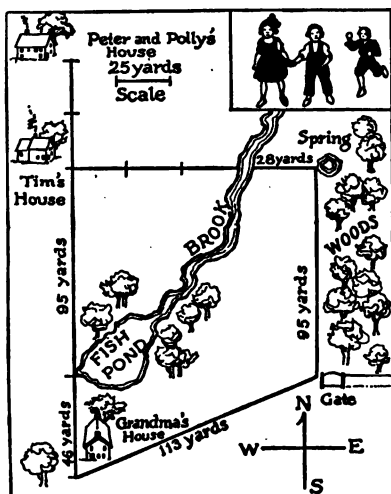 Peter and Polly's
House
25 yards
Scale
Spring
28 yards
Tim's
House
BROOK
WOODS
95 yards
95 yards
FISH
POND
Gate
Grandma's
House
46 yards
113 yards
N
W
E
S